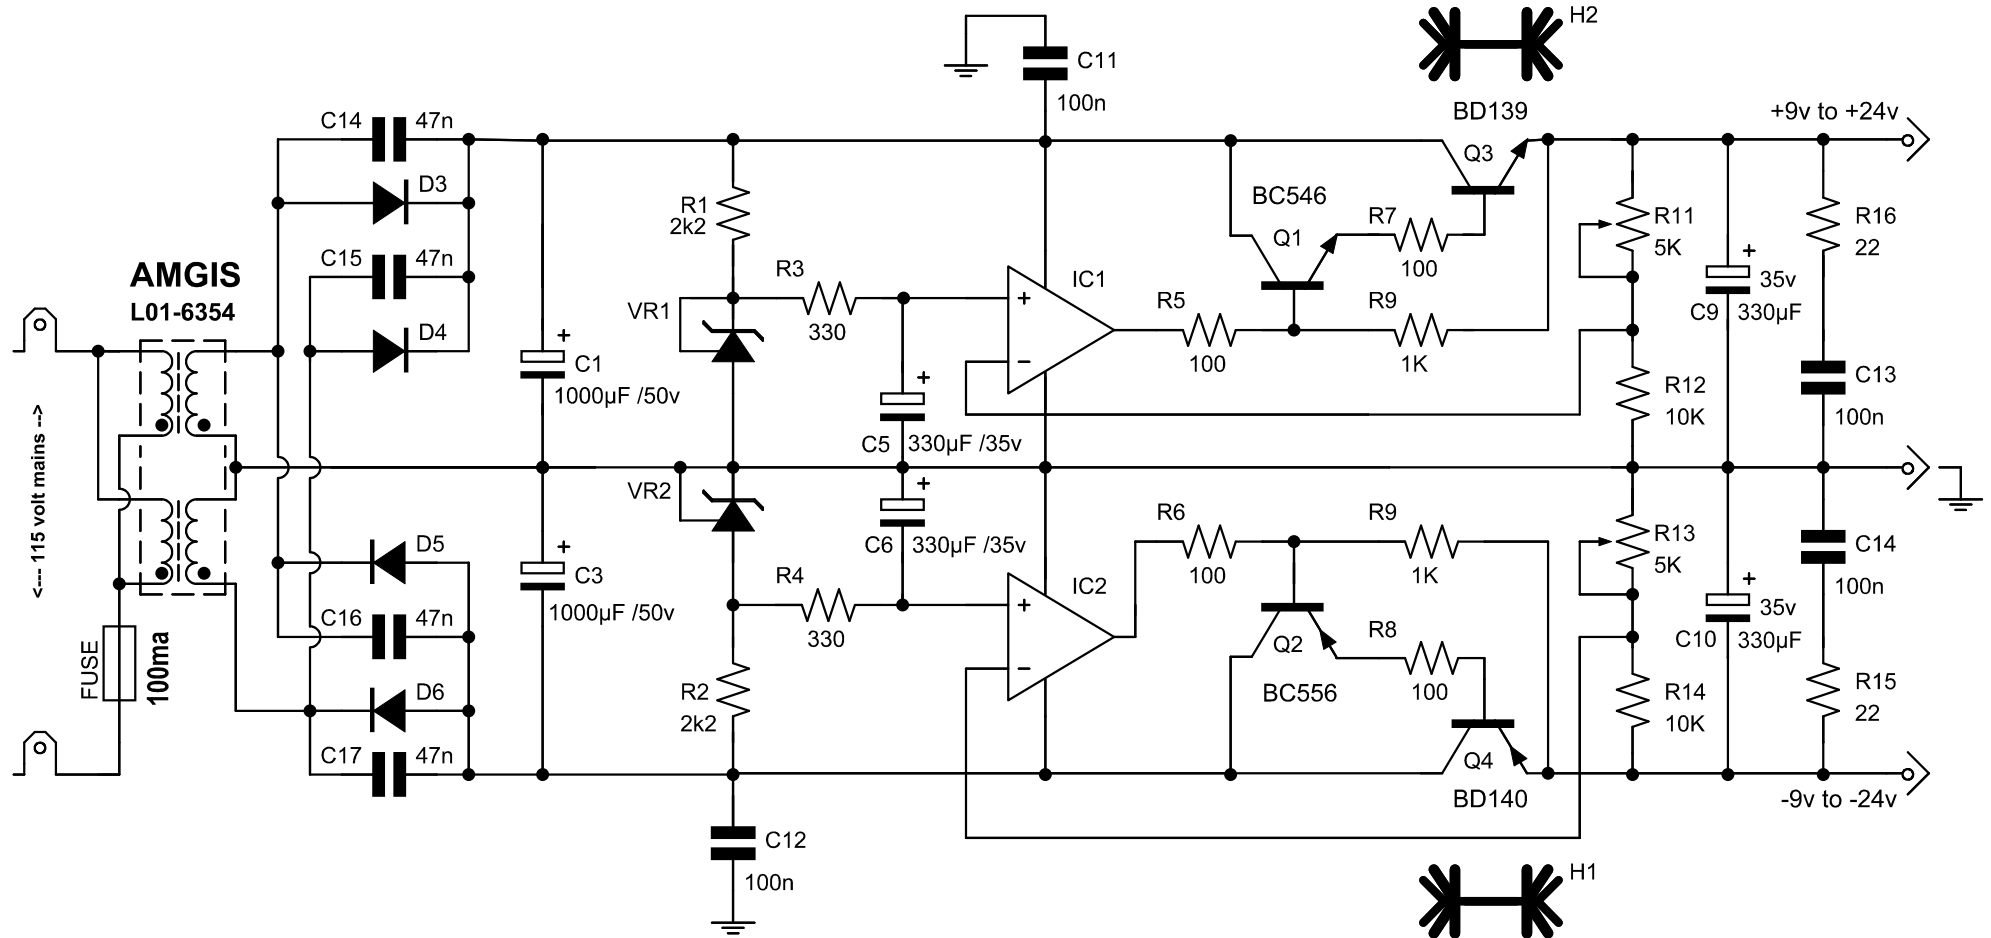 H2
C11
100n
BD139
+9v to +24v
C14 47n
D3
Q3
BC546
R1
2k2
R7
100
Q1
R11
5K
R16
22
C15 47n
AMGIS
L01-6354
R3
330
VR1
IC1
+
−
R5
100
R9
1K
+
35v
C9 330µF
D4
+
C1
1000µF /50v
+
C5 330µF /35v
R12
10K
C13
100n
<--- 115 volt mains -->
VR2
+
C6 330µF /35v
R6
100
R9
1K
R13
5K
C14
100n
D5
+
C3
1000µF /50v
R4
330
IC2
+
−
+
35v
C10 330µF
C16 47n
Q2
R8
100
BC556
FUSE
100ma
D6
R2
2k2
R14
10K
R15
22
C17 47n
Q4
BD140
-9v to -24v
C12
100n
H1